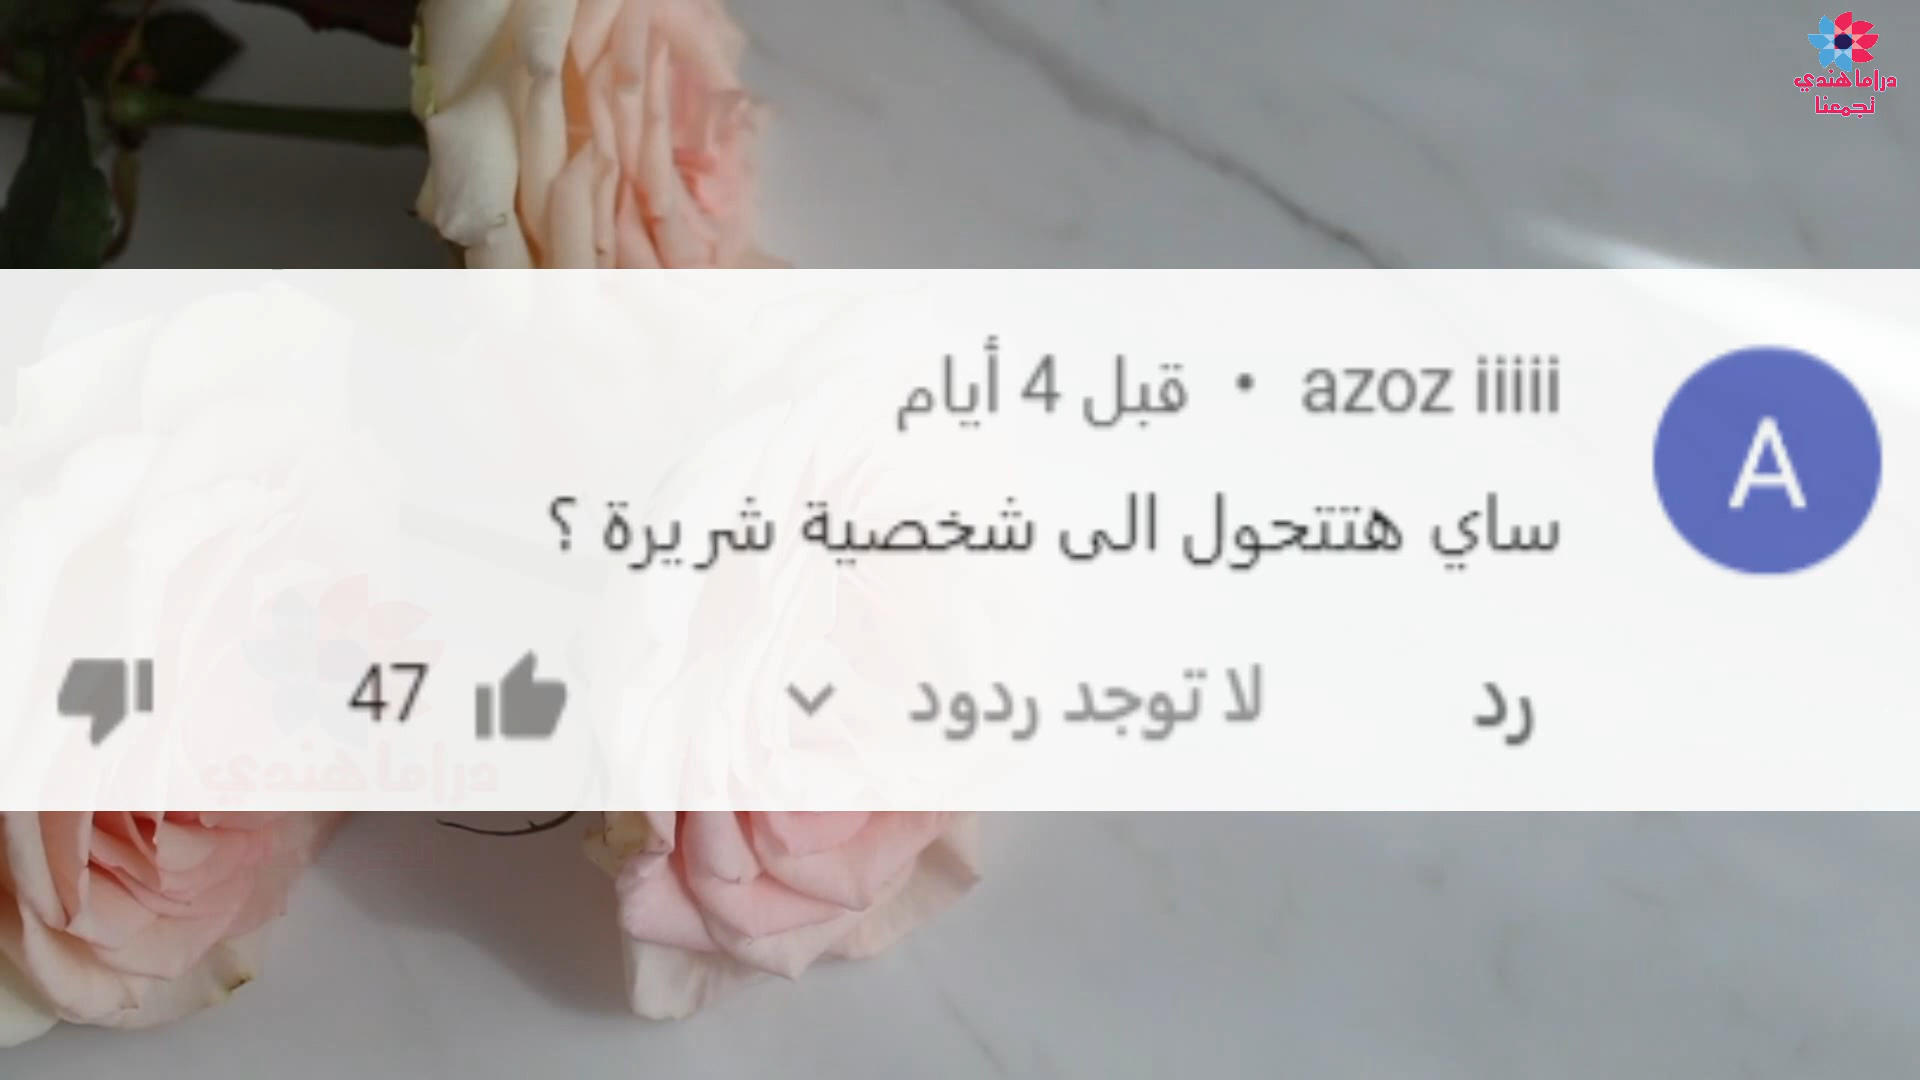 دراما هندي
تجمعنا
azoz iiiii • قبل 4 أيام
A
ساي هتتحول الى شخصية شريرة ؟
رد
لا توجد ردود
47
دراما هندي